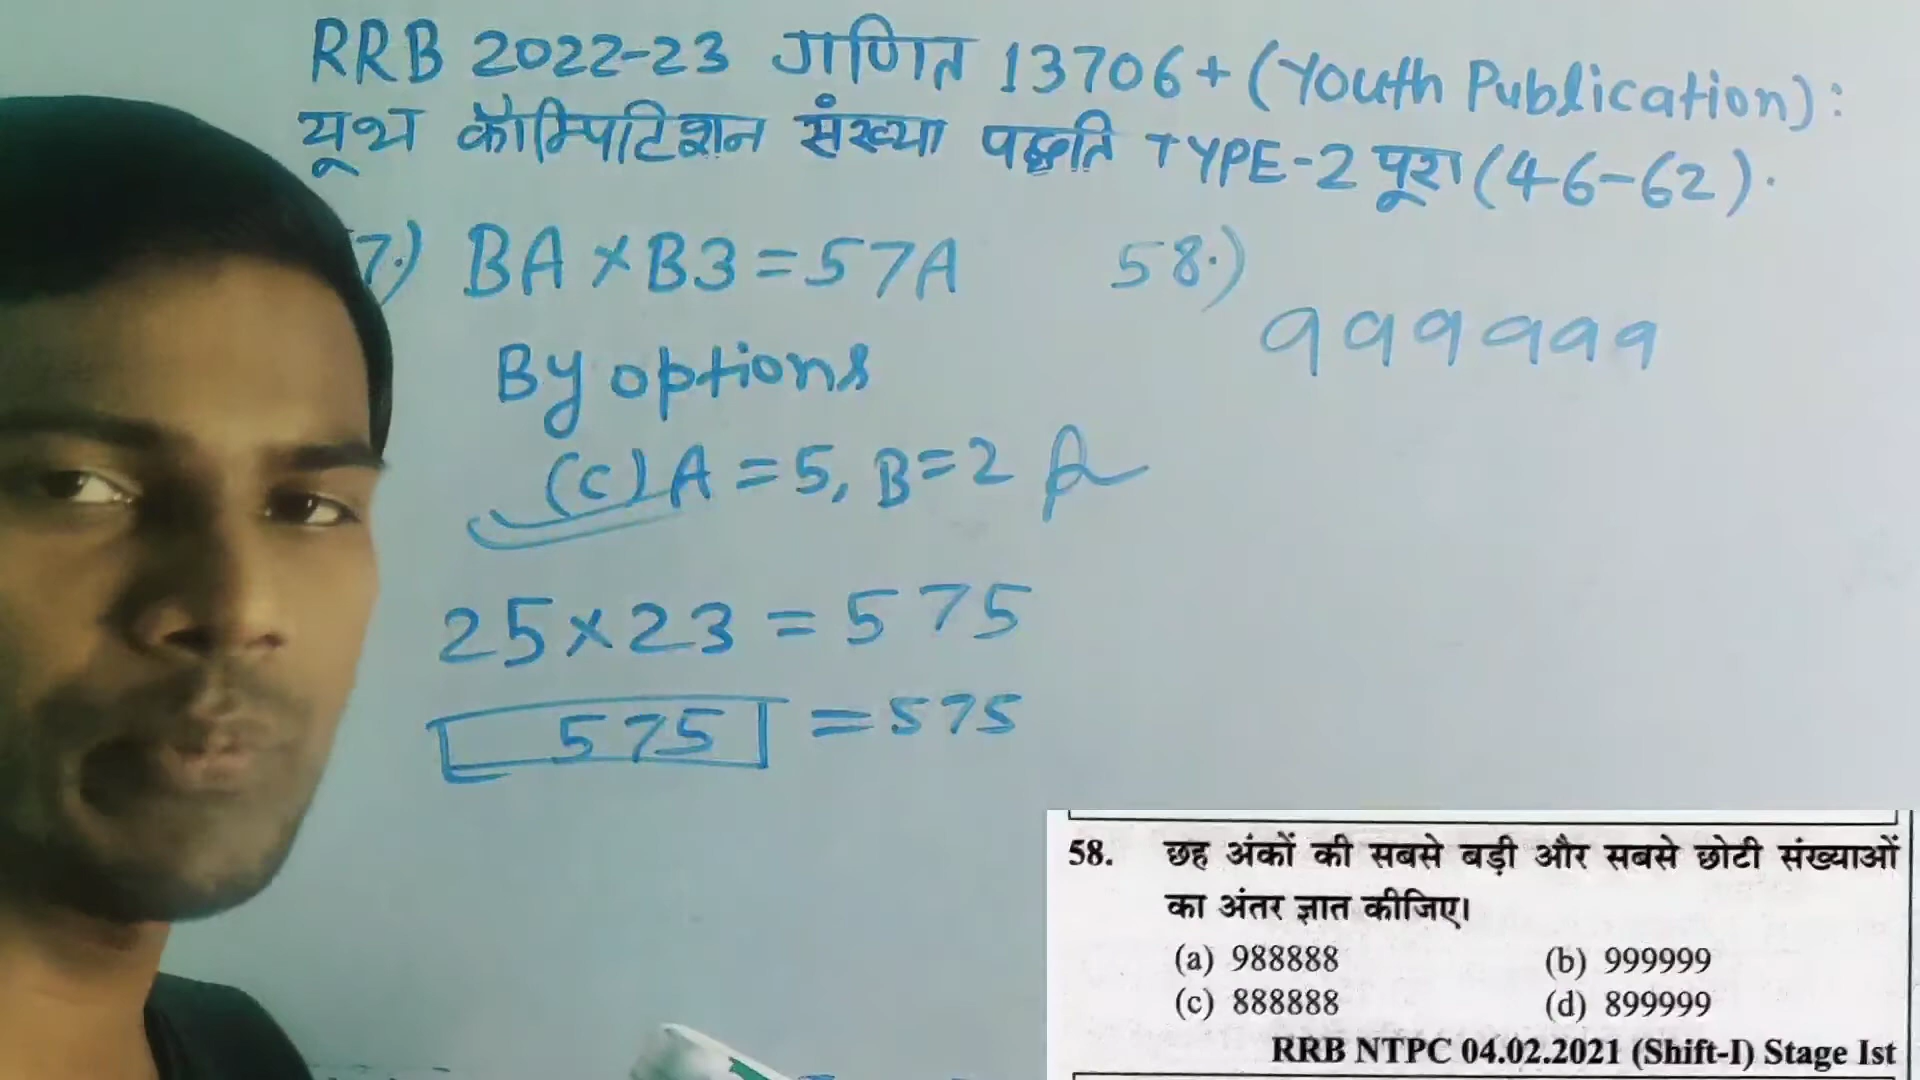 RRB 2022-23 गणित 13706+ (Youth Publication):
यूथ कौम्पिटिशन संख्या पद्धति TYPE-2 पूरा (46-62).
7.) BA × B3 = 57A
By options
(C) A = 5, B = 2
25 × 23 = 575
575 = 575
58.)
999999
58. छह अंकों की सबसे बड़ी और सबसे छोटी संख्याओं
का अंतर ज्ञात कीजिए।
(a) 988888 (b) 999999
(c) 888888 (d) 899999
RRB NTPC 04.02.2021 (Shift-I) Stage Ist